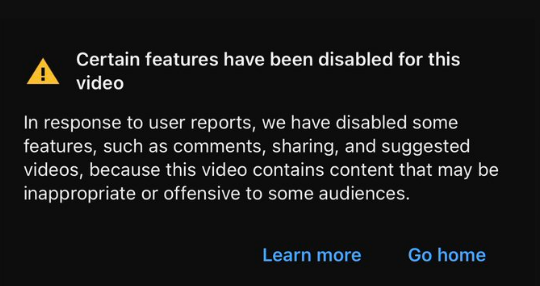 Certain features have been disabled for this
video
In response to user reports, we have disabled some
features, such as comments, sharing, and suggested
videos, because this video contains content that may be
inappropriate or offensive to some audiences.
Learn more Go home